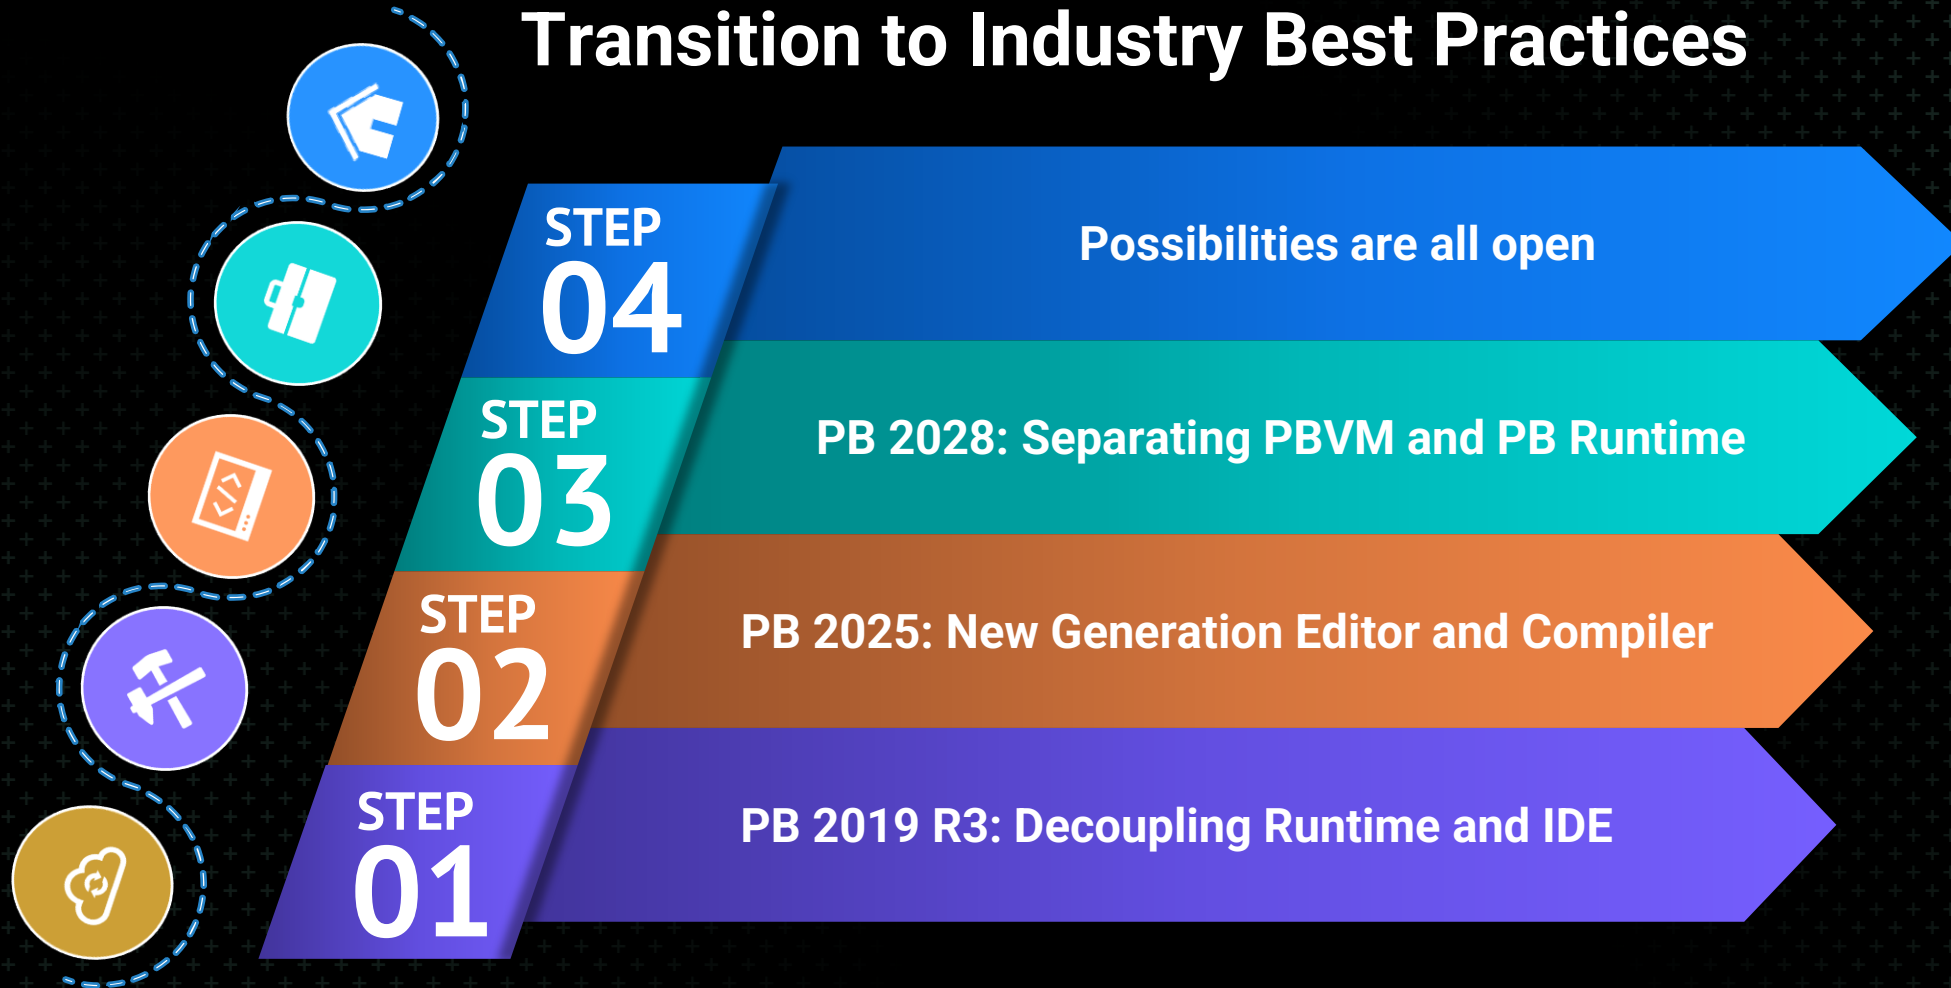 Transition to Industry Best Practices
STEP
04
Possibilities are all open
STEP
03
PB 2028: Separating PBVM and PB Runtime
STEP
02
PB 2025: New Generation Editor and Compiler
STEP
01
PB 2019 R3: Decoupling Runtime and IDE